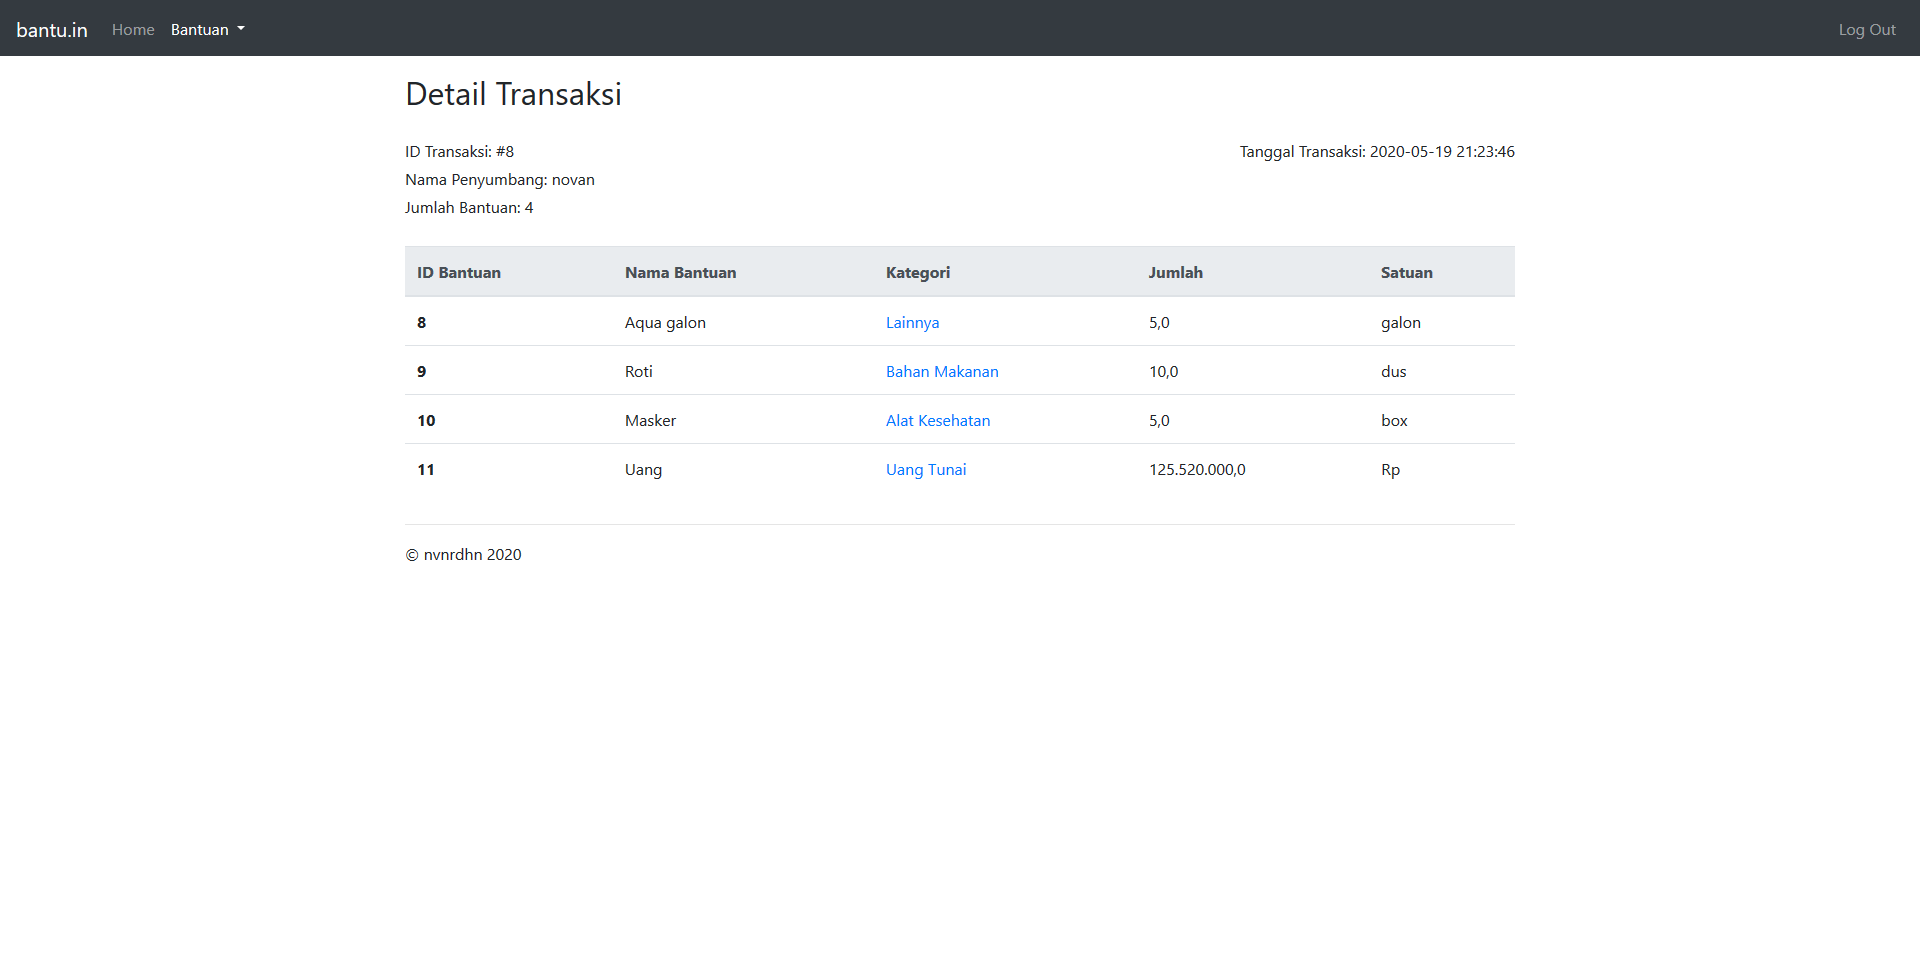 bantu.in Home Bantuan Log Out
Detail Transaksi
ID Transaksi: #8 Tanggal Transaksi: 2020-05-19 21:23:46
Nama Penyumbang: novan
Jumlah Bantuan: 4
ID Bantuan Nama Bantuan Kategori Jumlah Satuan
8 Aqua galon Lainnya 5,0 galon
9 Roti Bahan Makanan 10,0 dus
10 Masker Alat Kesehatan 5,0 box
11 Uang Uang Tunai 125.520.000,0 Rp
© nvnrdhn 2020